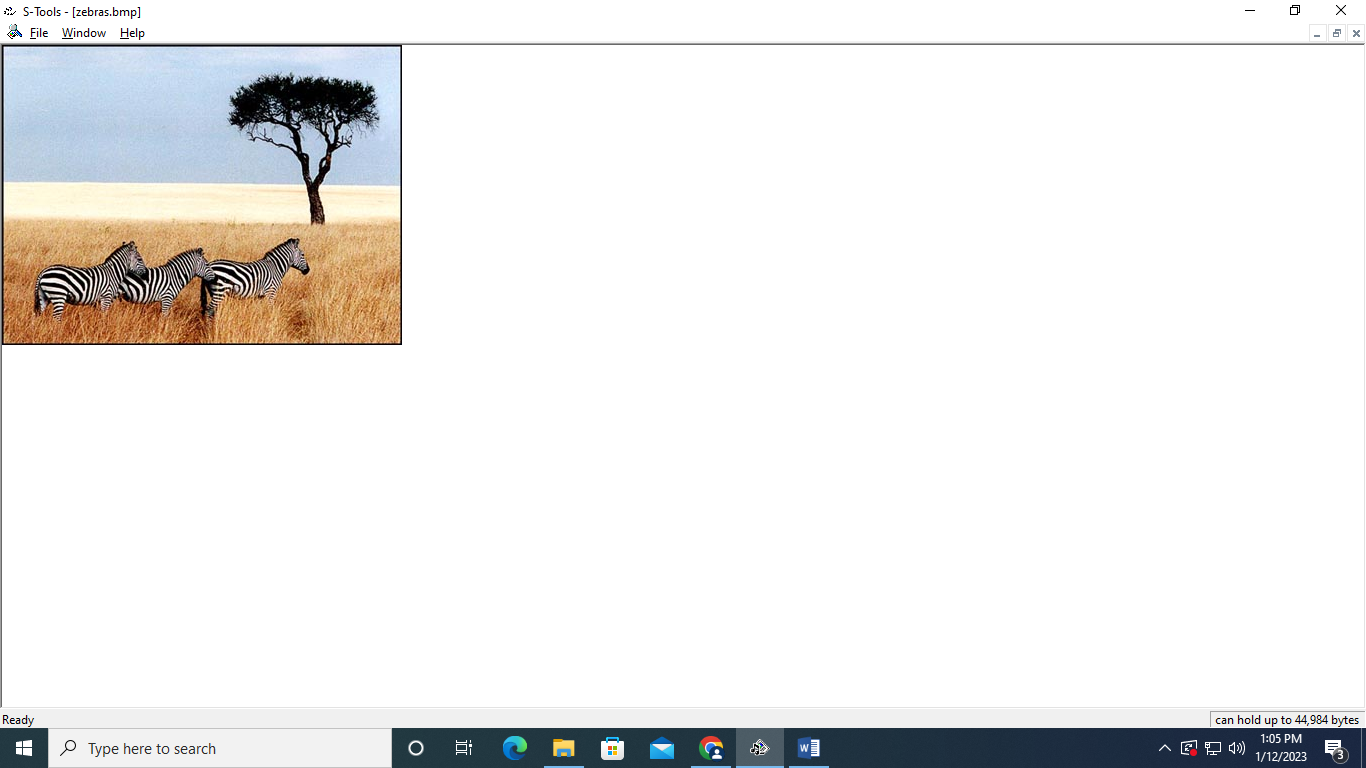 S-Tools - [zebras.bmp]
File Window Help
Ready
can hold up to 44,984 bytes
Type here to search
1:05 PM
1/12/2023
3